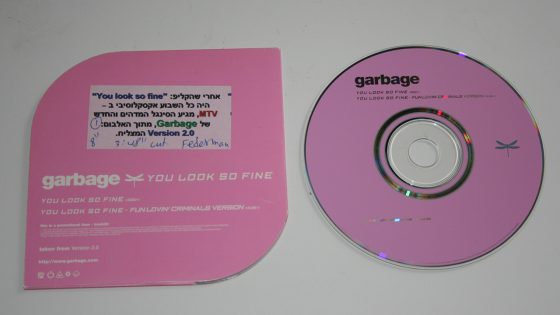 אחרי שהקליפ: "You look so fine"
היה כל השבוע אקסקלוסיבי ב –
MTV, מגיע הסינגל המדהים והחדש
של Garbage, מתוך האלבום:
Version 2.0 המצליח.
8" 3:48" cut Federman
garbage YOU LOOK SO FINE
YOU LOOK SO FINE
YOU LOOK SO FINE - FUN LOVIN' CRIMINALS VERSION
taken from Version 2.0
http://www.garbage.com
garbage
YOU LOOK SO FINE
YOU LOOK SO FINE - FUN LOVIN' CRIMINALS VERSION